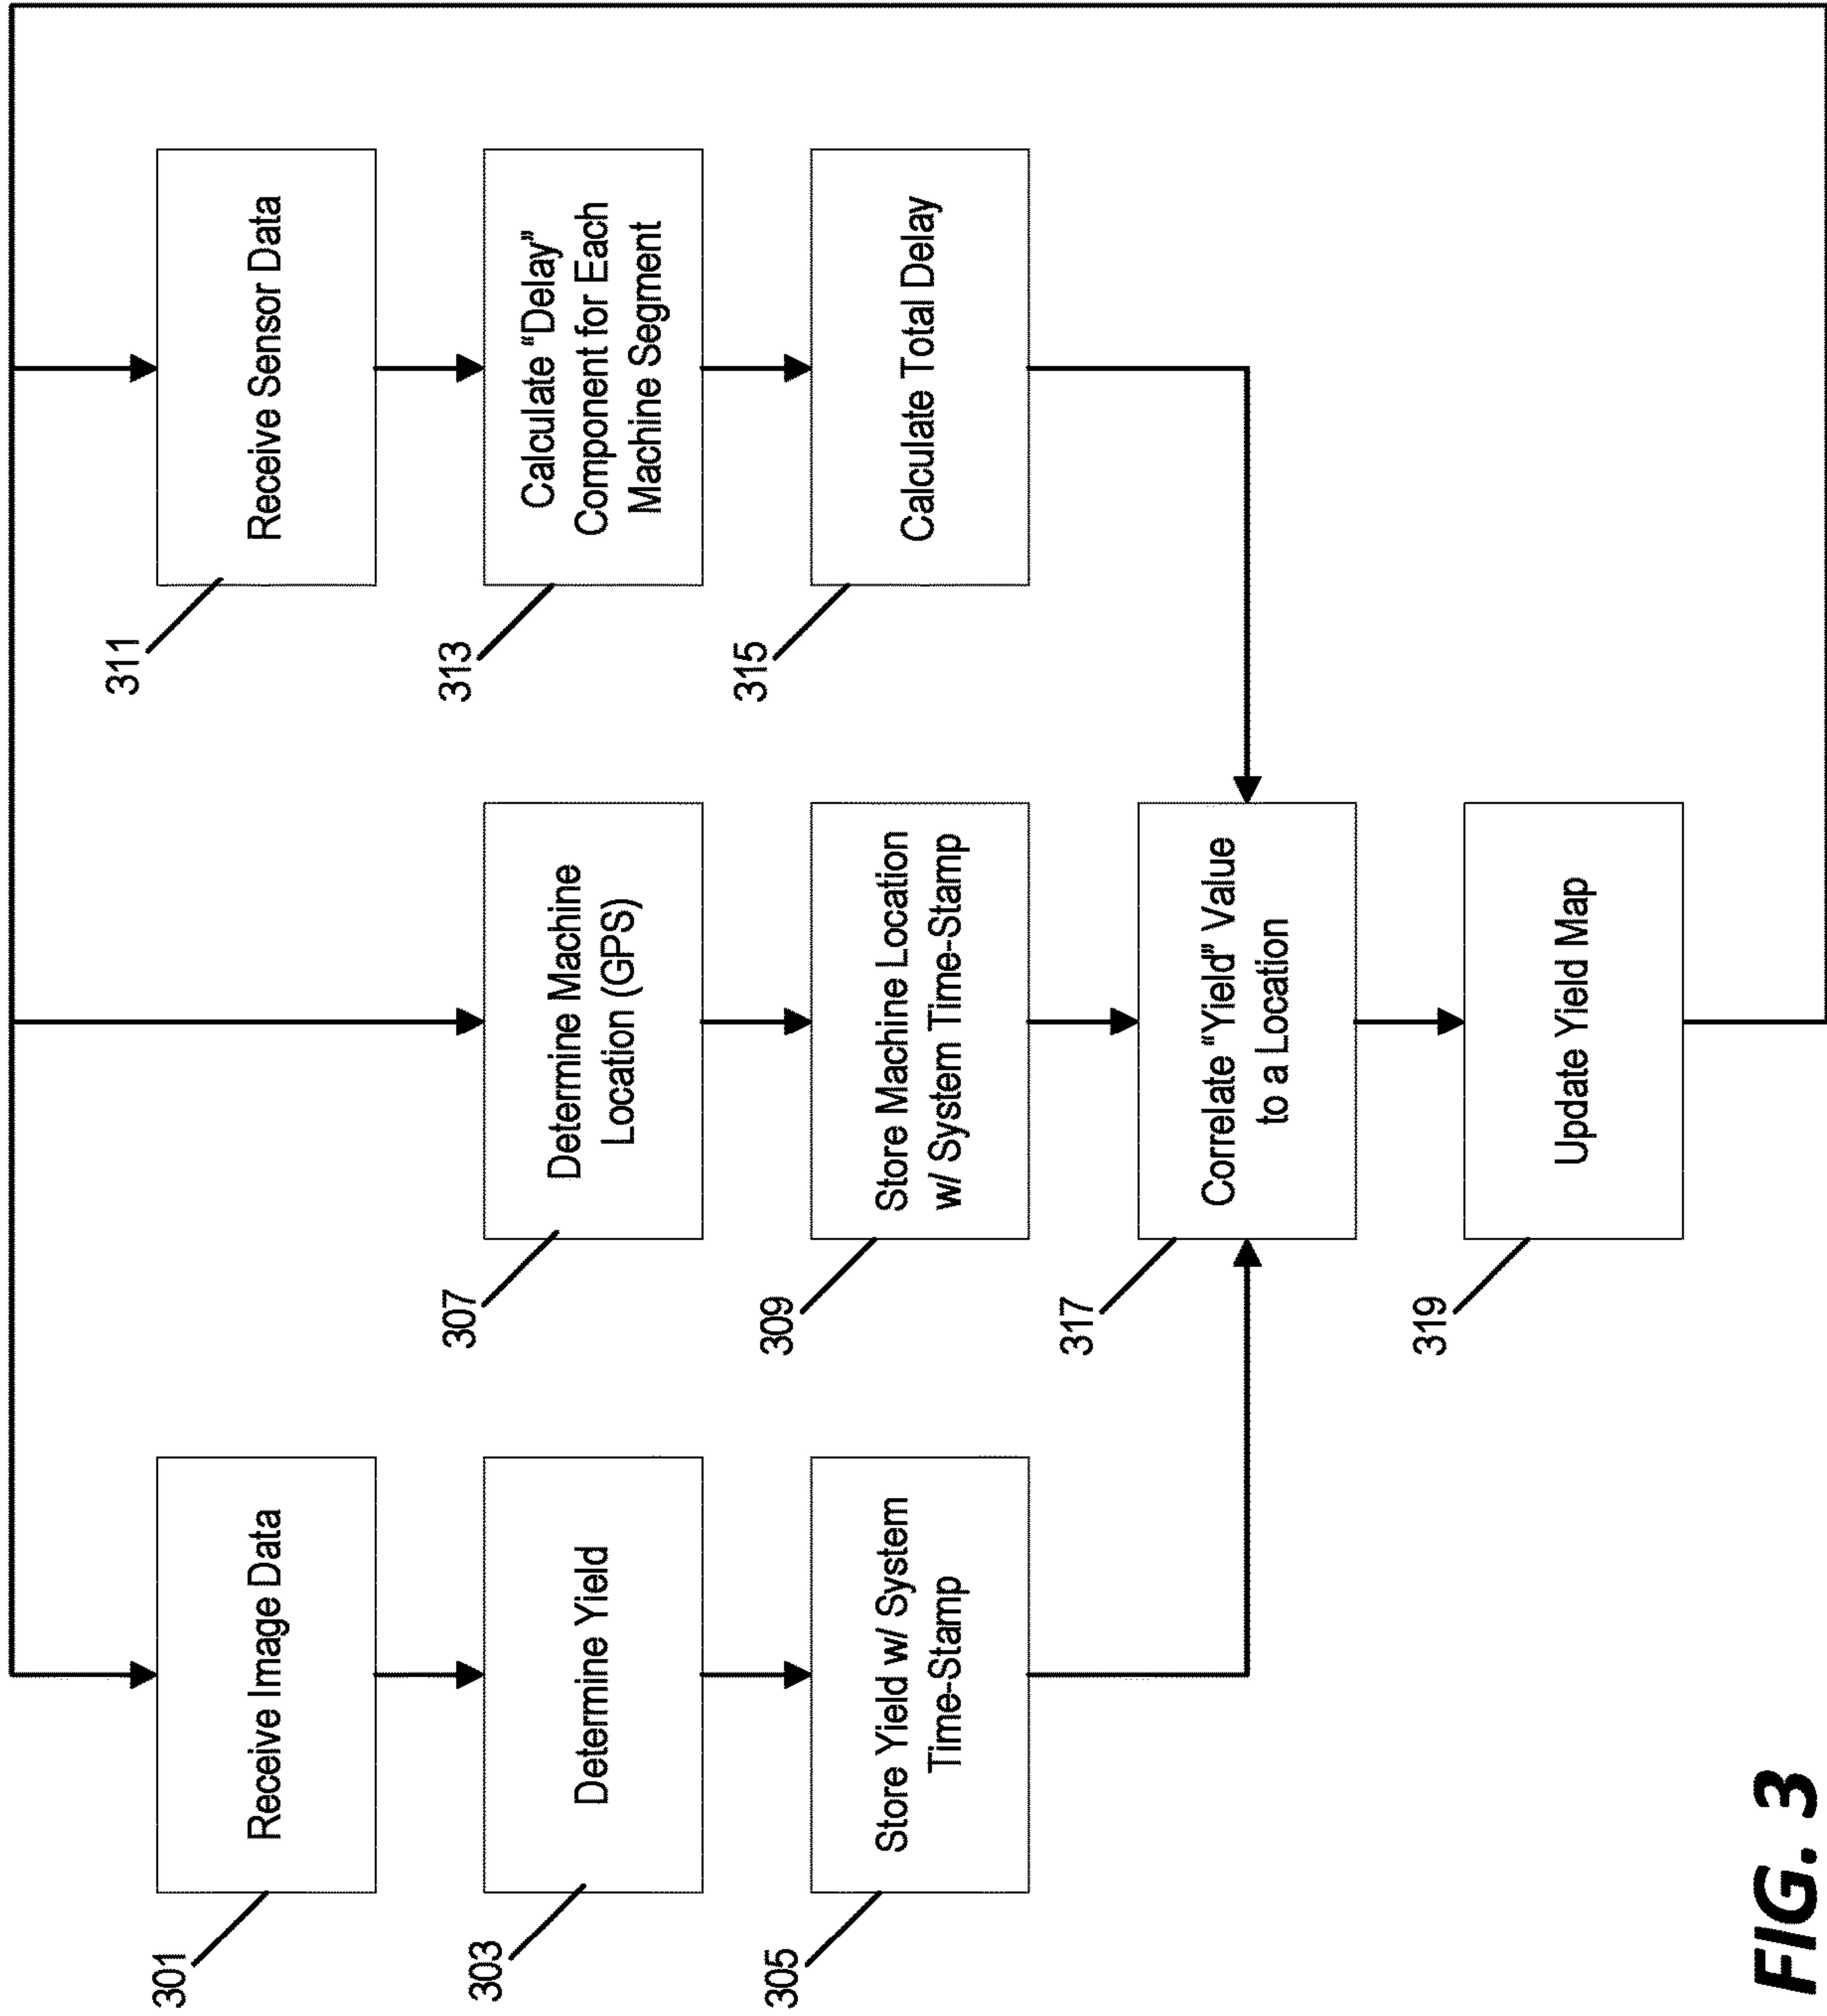 301
Receive Image Data
303
Determine Yield
305
Store Yield w/ System
Time-Stamp
307
Determine Machine
Location (GPS)
309
Store Machine Location
w/ System Time-Stamp
311
Receive Sensor Data
313
Calculate “Delay”
Component for Each
Machine Segment
315
Calculate Total Delay
317
Correlate “Yield” Value
to a Location
319
Update Yield Map
FIG. 3